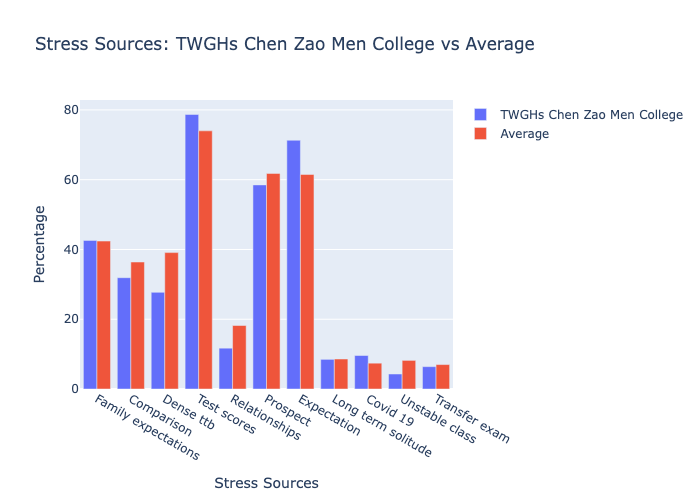 Stress Sources: TWGHs Chen Zao Men College vs Average
TWGHs Chen Zao Men College
Average
Percentage
80
60
40
20
0
Family expectations
Comparison
Dense ttb
Test scores
Relationships
Prospect
Expectation
Long term solitude
Covid 19
Unstable class
Transfer exam
Stress Sources